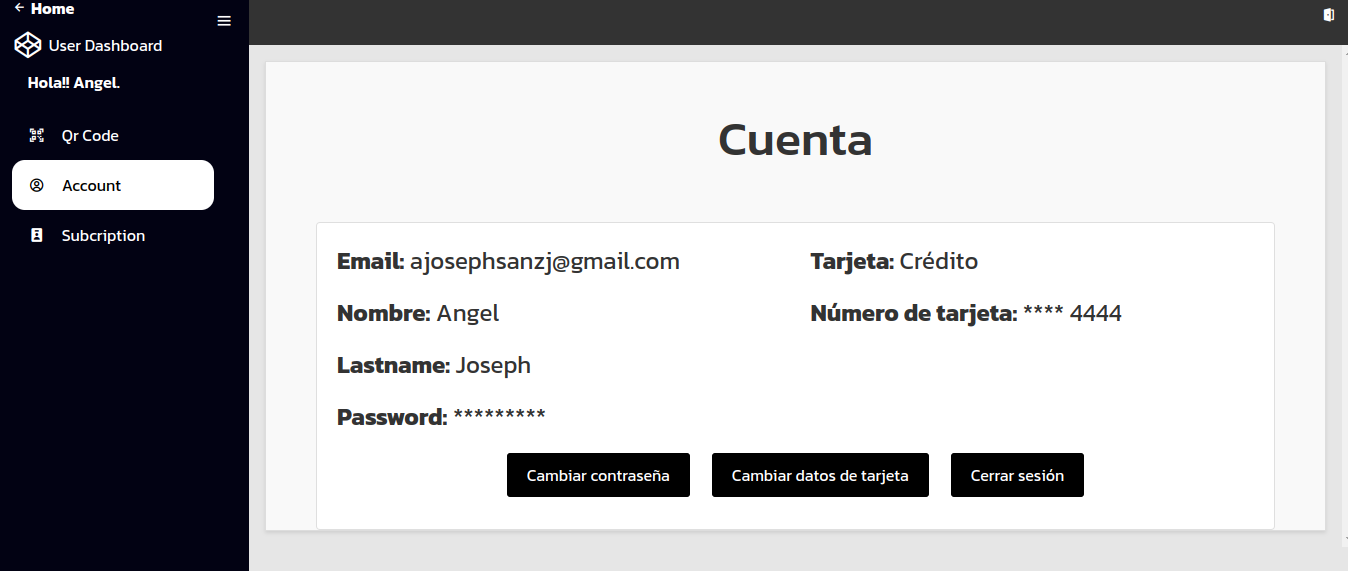 Home
User Dashboard
Hola!! Angel.
Qr Code
Account
Subcription
Cuenta
Email: ajosephsanzj@gmail.com
Nombre: Angel
Lastname: Joseph
Password: *********
Tarjeta: Crédito
Número de tarjeta: **** 4444
Cambiar contraseña
Cambiar datos de tarjeta
Cerrar sesión